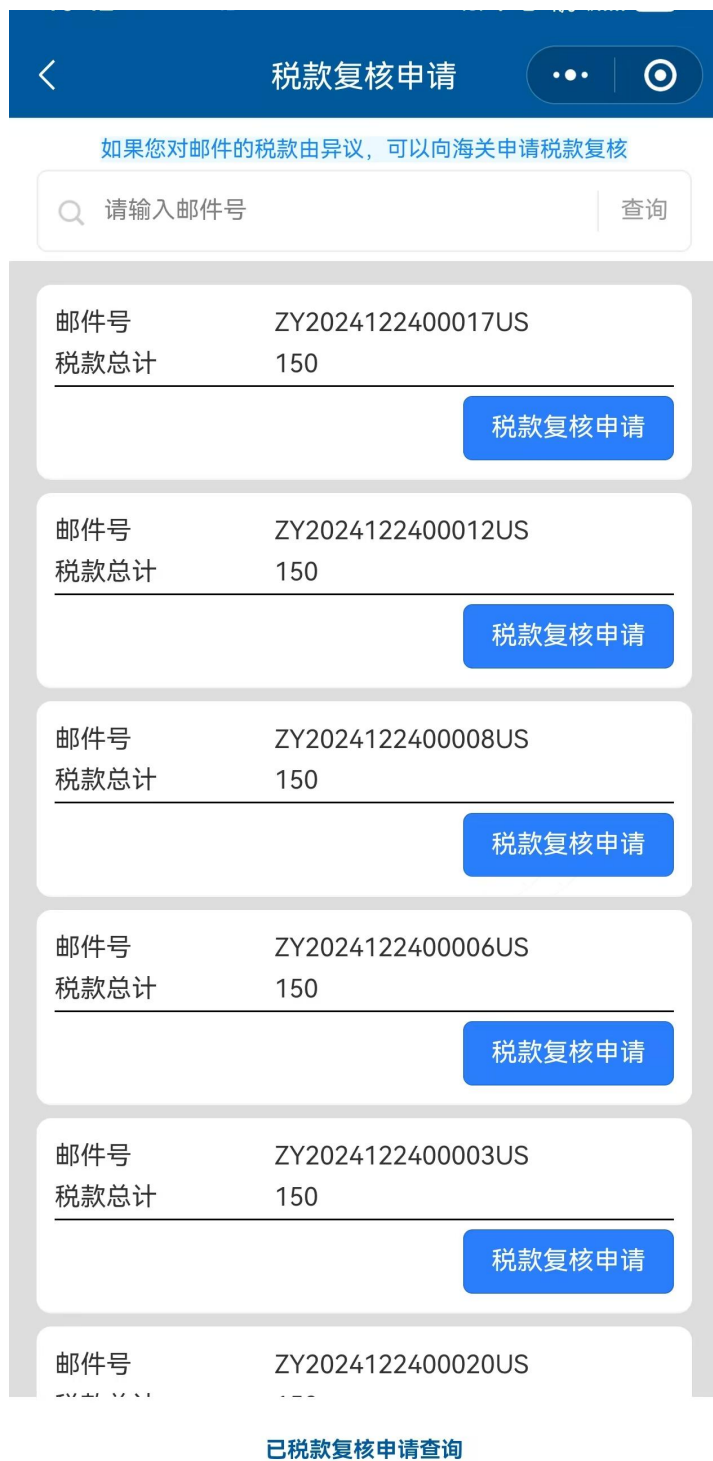 税款复核申请
如果您对邮件的税款由异议，可以向海关申请税款复核
请输入邮件号 查询
邮件号 ZY2024122400017US
税款总计 150
税款复核申请
邮件号 ZY2024122400012US
税款总计 150
税款复核申请
邮件号 ZY2024122400008US
税款总计 150
税款复核申请
邮件号 ZY2024122400006US
税款总计 150
税款复核申请
邮件号 ZY2024122400003US
税款总计 150
税款复核申请
邮件号 ZY2024122400020US
已税款复核申请查询